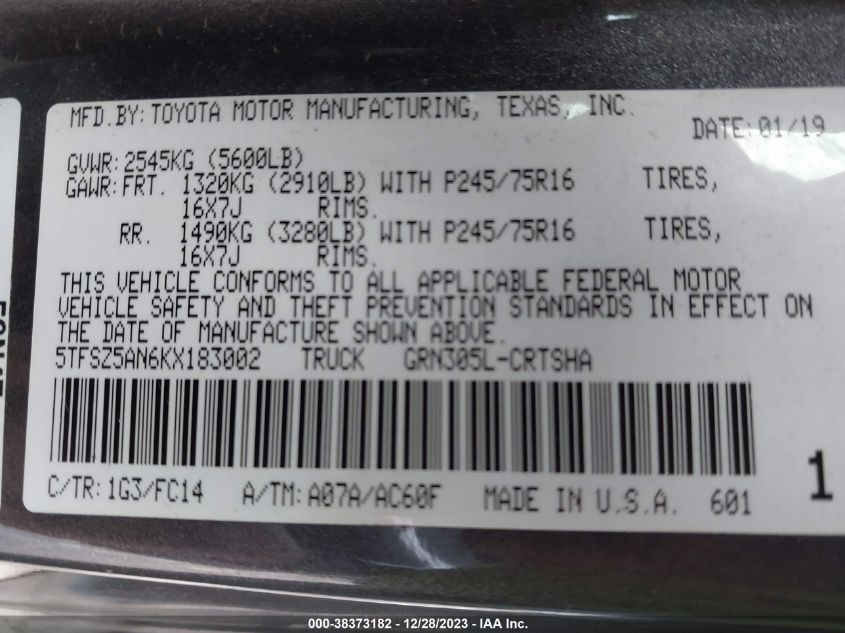 MFD.BY: TOYOTA MOTOR MANUFACTURING, TEXAS, INC.
DATE: 01/19
GVWR: 2545KG (5600LB)
GAWR: FRT. 1320KG (2910LB) WITH P245/75R16 TIRES,
16X7J RIMS.
RR. 1490KG (3280LB) WITH P245/75R16 TIRES,
16X7J RIMS.
THIS VEHICLE CONFORMS TO ALL APPLICABLE FEDERAL MOTOR
VEHICLE SAFETY AND THEFT PREVENTION STANDARDS IN EFFECT ON
THE DATE OF MANUFACTURE SHOWN ABOVE.
5TFSZ5AN6KX183002 TRUCK GRN305L-CRTSHA
C/TR: 1G3/FC14 A/TM: A07A/AC60F MADE IN U.S.A. 601
1
000-38373182 - 12/28/2023 - IAA Inc.